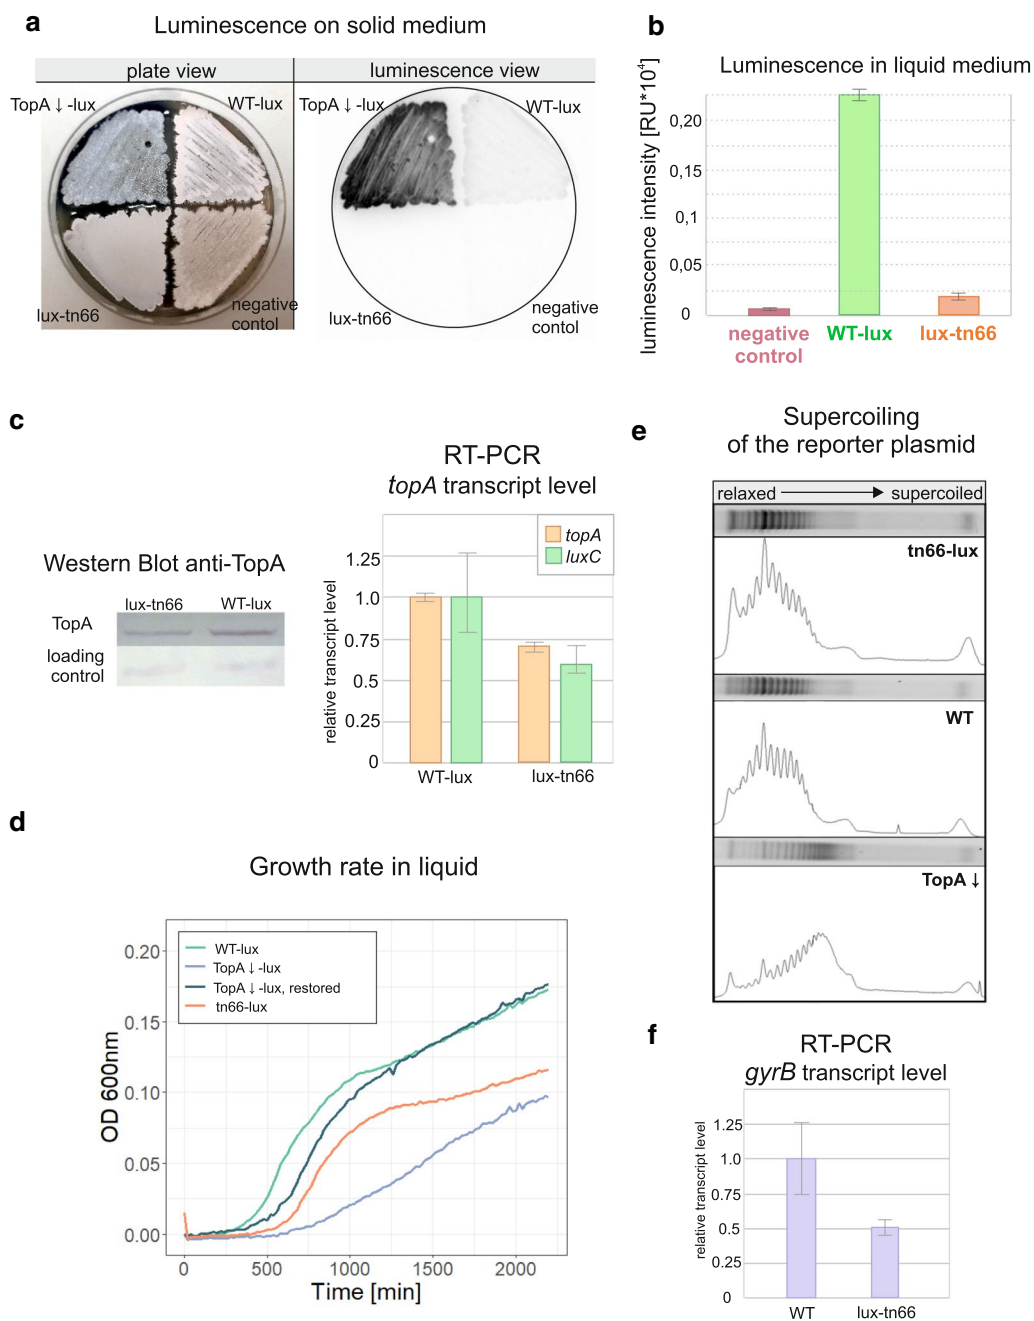 a
Luminescence on solid medium
plate view
luminescence view
TopA ↓ -lux
WT-lux
TopA ↓ -lux
WT-lux
lux-tn66
negative
contol
lux-tn66
negative
contol
b
Luminescence in liquid medium
luminescence intensity [RU*10⁴]
0,20
0,15
0,1
0,05
0
negative
control
WT-lux
lux-tn66
c
Western Blot anti-TopA
lux-tn66
WT-lux
TopA
loading
control
RT-PCR
topA transcript level
relative transcript level
1.25
1.0
0.75
0.5
0.25
0
topA
luxC
WT-lux
lux-tn66
d
Growth rate in liquid
OD 600nm
0.20
0.15
0.10
0.05
0.00
WT-lux
TopA ↓ -lux
TopA ↓ -lux, restored
tn66-lux
0
500
1000
1500
2000
Time [min]
e
Supercoiling
of the reporter plasmid
relaxed
supercoiled
tn66-lux
WT
TopA ↓
f
RT-PCR
gyrB transcript level
relative transcript level
1.25
1.0
0.75
0.5
0.25
0
WT
lux-tn66